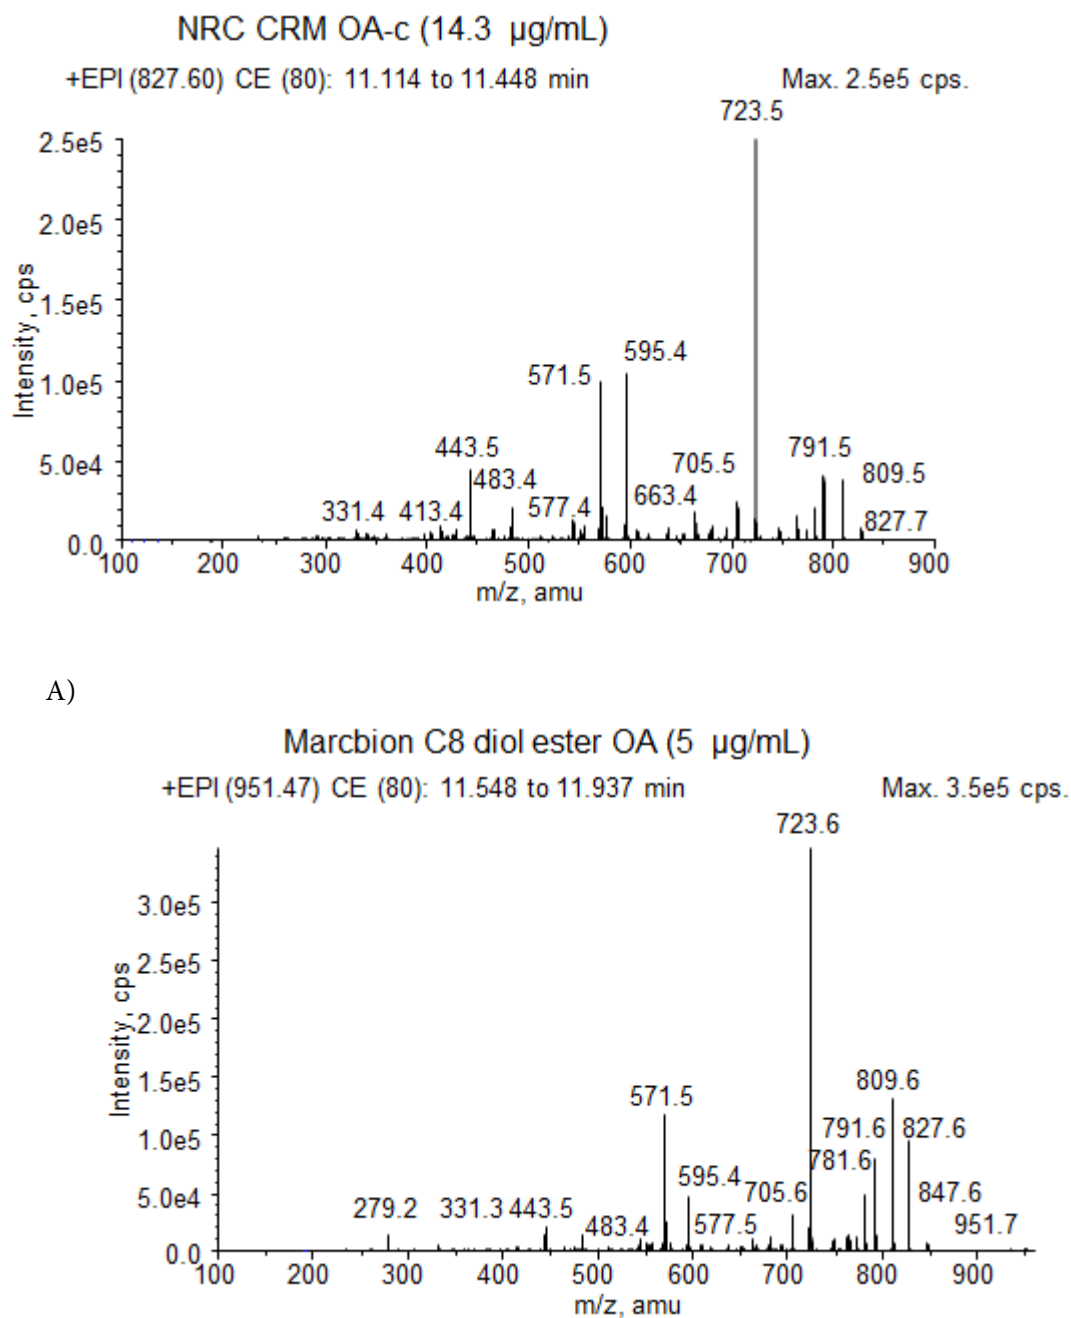 NRC CRM OA-c (14.3 µg/mL)
+EPI (827.60) CE (80): 11.114 to 11.448 min
Max. 2.5e5 cps.
723.5
2.5e5
2.0e5
1.5e5
1.0e5
5.0e4
0.0
Intensity, cps
595.4
571.5
443.5
483.4
705.5
791.5
809.5
331.4
413.4
577.4
663.4
827.7
100 200 300 400 500 600 700 800 900
m/z, amu
A)
Marcbion C8 diol ester OA (5 µg/mL)
+EPI (951.47) CE (80): 11.548 to 11.937 min
Max. 3.5e5 cps.
723.6
3.0e5
2.5e5
2.0e5
1.5e5
1.0e5
5.0e4
0.0
Intensity, cps
571.5
809.6
791.6
827.6
781.6
595.4
705.6
847.6
279.2
331.3
443.5
483.4
577.5
951.7
100 200 300 400 500 600 700 800 900
m/z, amu